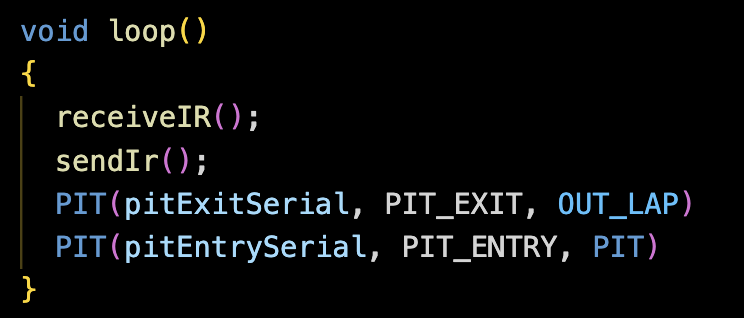 void loop()
{
receiveIR();
sendIr();
PIT(pitExitSerial, PIT_EXIT, OUT_LAP)
PIT(pitEntrySerial, PIT_ENTRY, PIT)
}